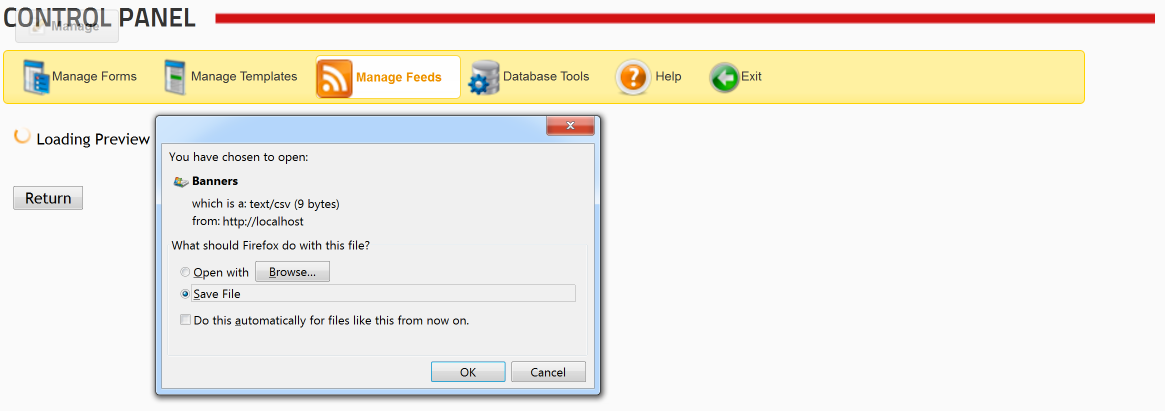 CONTROL PANEL
Manage
Manage Forms
Manage Templates
Manage Feeds
Database Tools
Help
Exit
Loading Preview
Return
x
You have chosen to open:
Banners
which is a: text/csv (9 bytes)
from: http://localhost
What should Firefox do with this file?
Open with
Browse...
Save File
Do this automatically for files like this from now on.
OK
Cancel